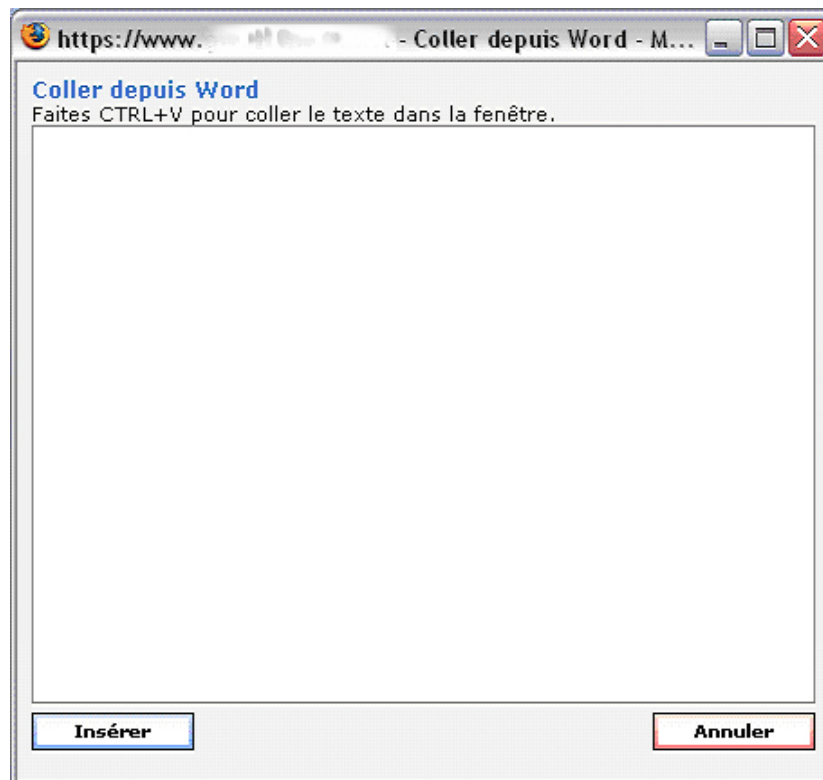 https://www. - Coller depuis Word - M...
Coller depuis Word
Faites CTRL+V pour coller le texte dans la fenêtre.
Insérer
Annuler